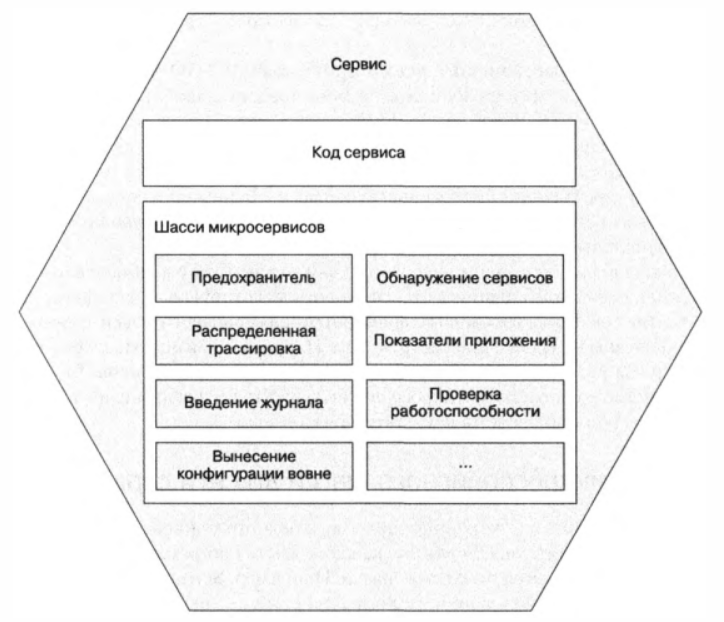 Сервис
Код сервиса
Шасси микросервисов
Предохранитель
Обнаружение сервисов
Распределенная
трассировка
Показатели приложения
Введение журнала
Проверка
работоспособности
Вынесение
конфигурации вовне
...